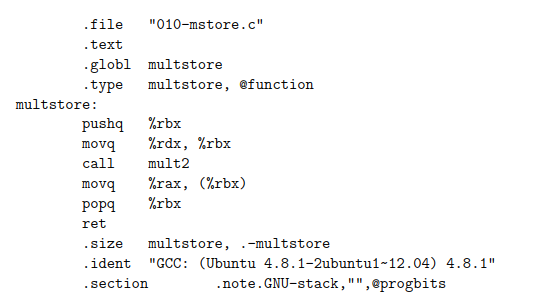 .file "010-mstore.c"
.text
.globl multstore
.type multstore, @function
multstore:
pushq %rbx
movq %rdx, %rbx
call mult2
movq %rax, (%rbx)
popq %rbx
ret
.size multstore, .-multstore
.ident "GCC: (Ubuntu 4.8.1-2ubuntu1~12.04) 4.8.1"
.section .note.GNU-stack,"",@progbits